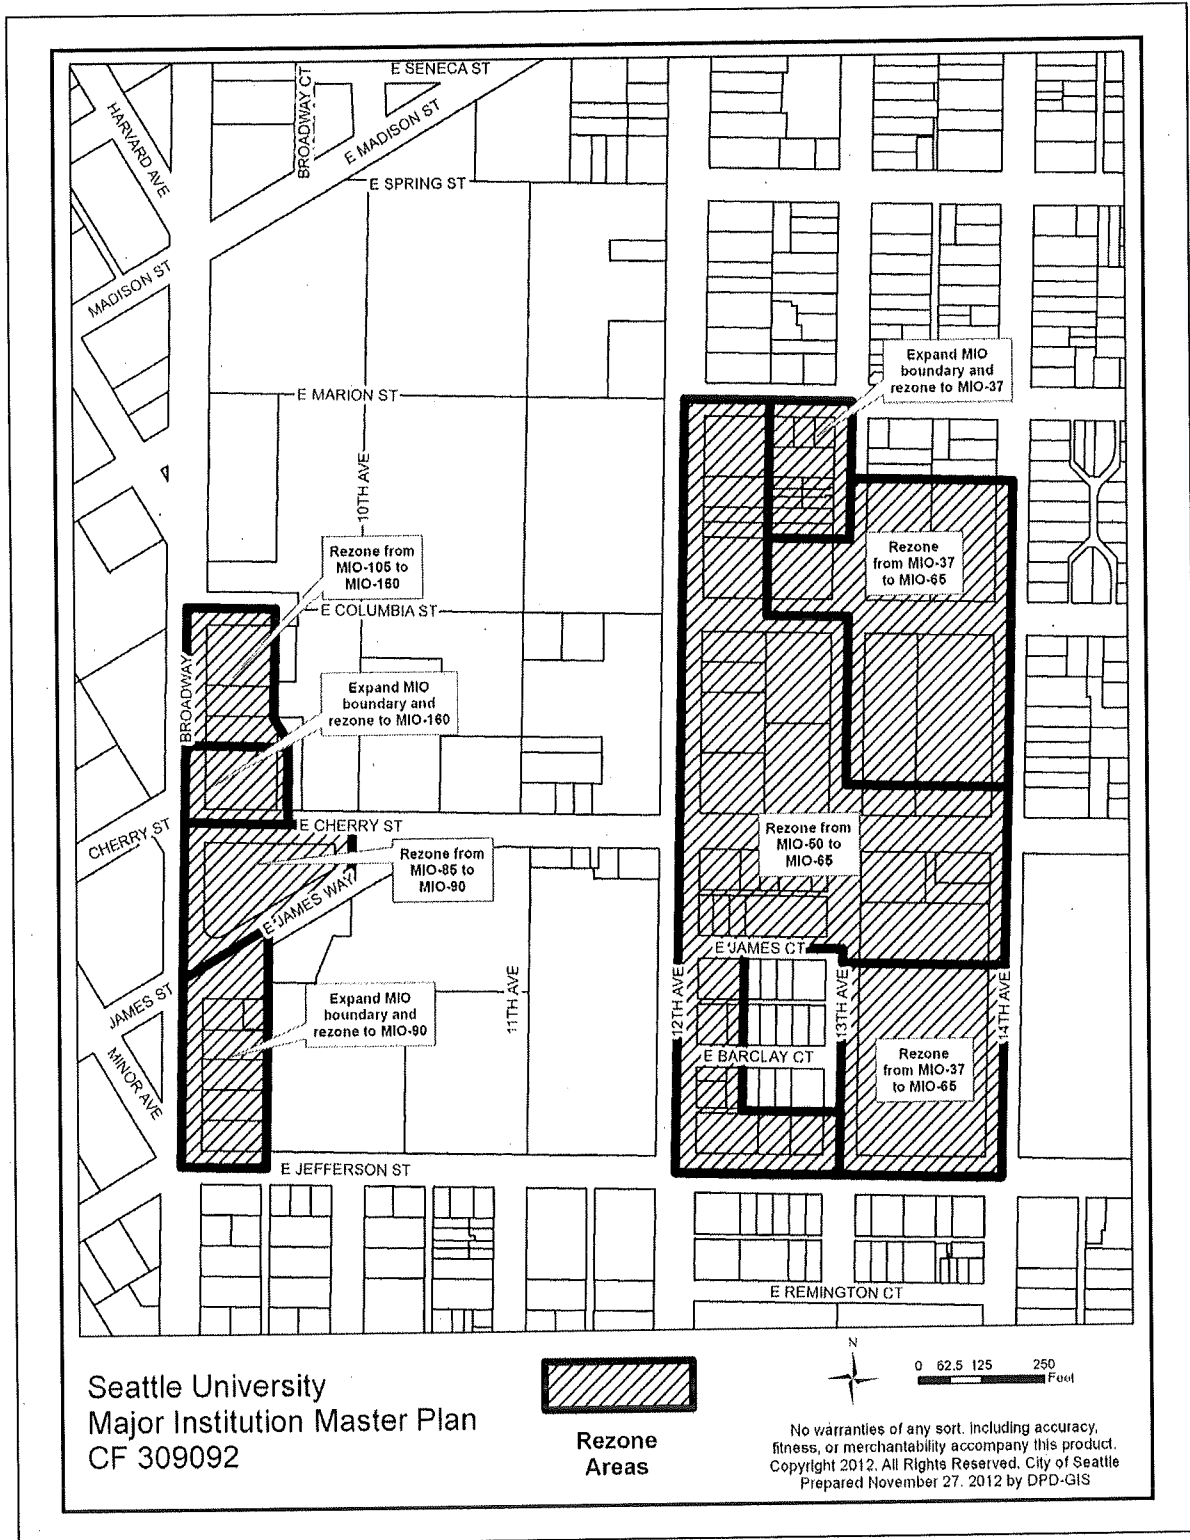 E SENECA ST
BROADWAY CT
HARVARD AVE
E MADISON ST
E SPRING ST
MADISON ST
Expand MIO
boundary and
rezone to MIO-37
E MARION ST
10TH AVE
Rezone from
MIO-105 to
MIO-160
Rezone
from MIO-37
to MIO-65
E COLUMBIA ST
BROADWAY
Expand MIO
boundary and
rezone to MIO-160
CHERRY ST
E CHERRY ST
Rezone from
MIO-50 to
MIO-65
Rezone from
MIO-85 to
MIO-90
E JAMES WAY
E JAMES CT
JAMES ST
Expand MIO
boundary and
rezone to MIO-90
11TH AVE
12TH AVE
13TH AVE
14TH AVE
MINOR AVE
E BARCLAY CT
Rezone
from MIO-37
to MIO-65
E JEFFERSON ST
E REMINGTON CT
Seattle University
Major Institution Master Plan
CF 309092
Rezone
Areas
N
0 62.5 125 250
Feet
No warranties of any sort, including accuracy,
fitness, or merchantability accompany this product.
Copyright 2012. All Rights Reserved. City of Seattle
Prepared November 27, 2012 by DPD-GIS